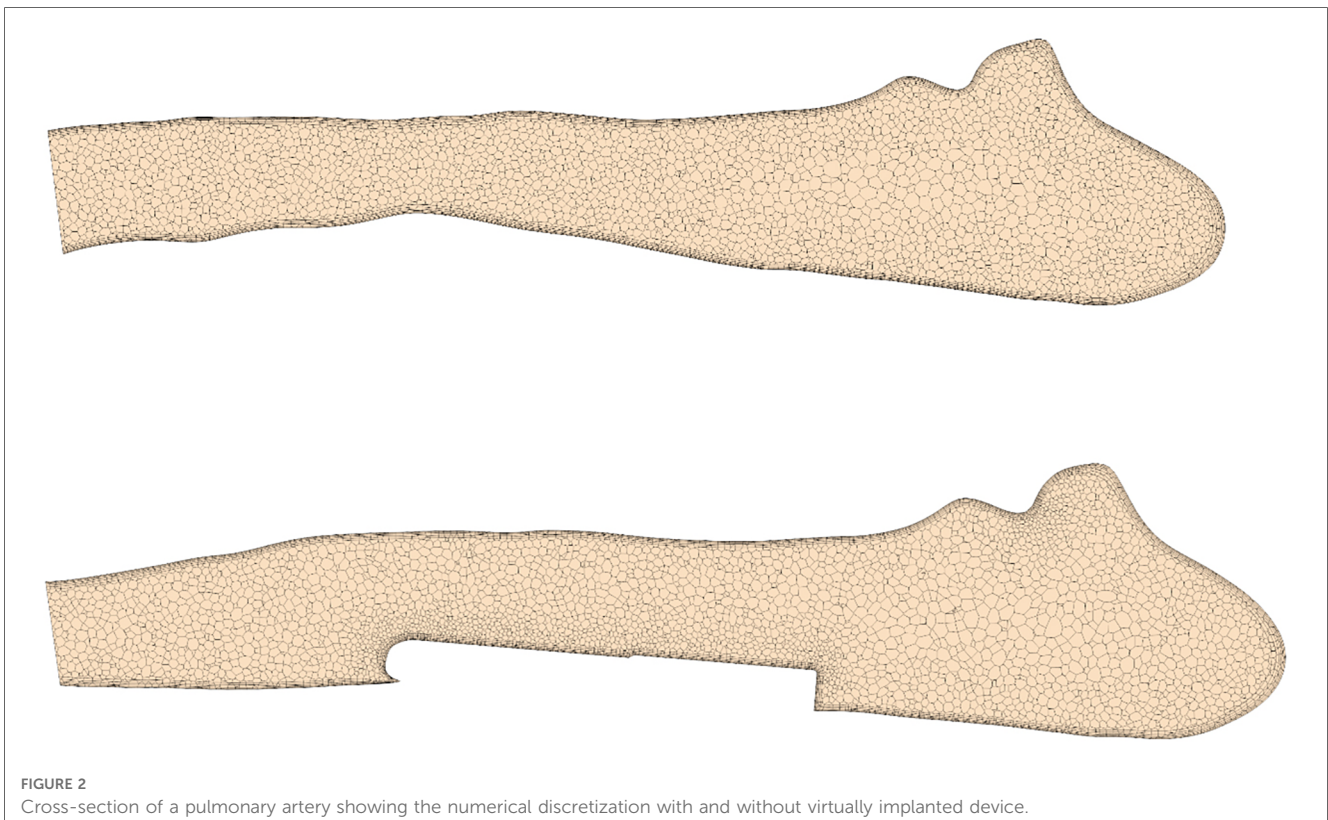 FIGURE 2
Cross-section of a pulmonary artery showing the numerical discretization with and without virtually implanted device.